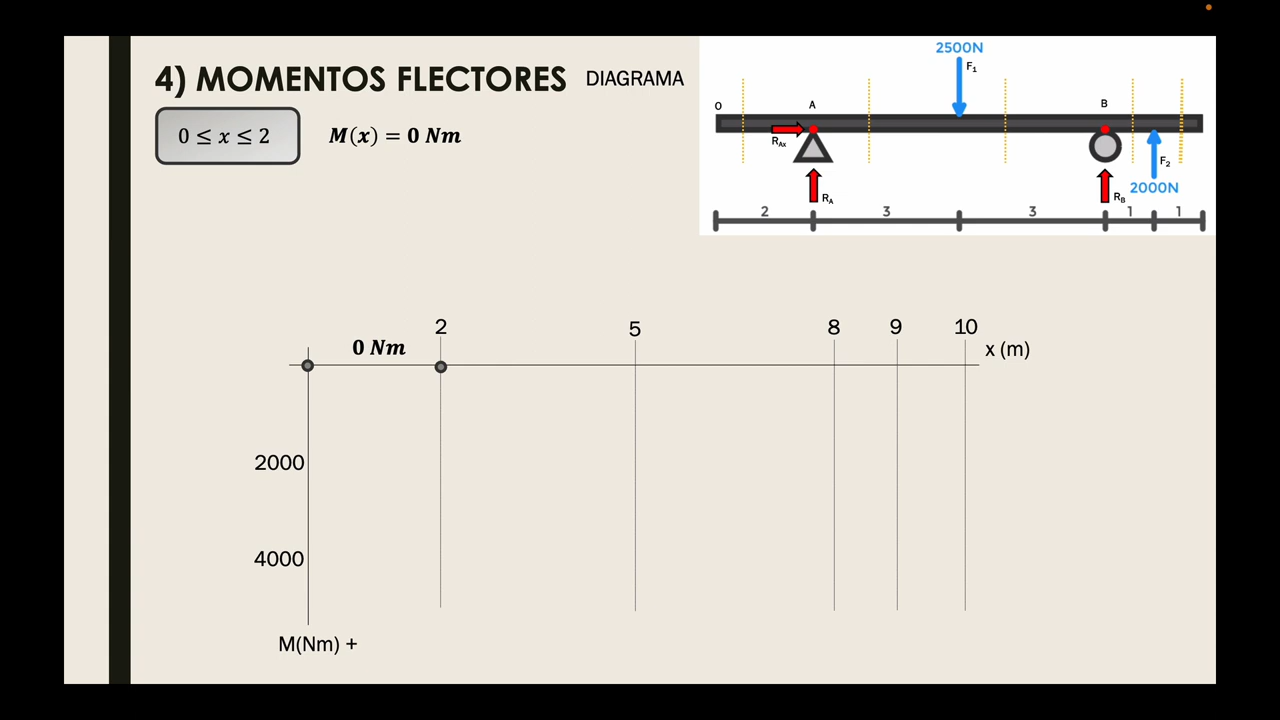 4) MOMENTOS FLECTORES DIAGRAMA
0 ≤ x ≤ 2 M(x) = 0 Nm
2500N
F1
O A B
RAx
F2
2000N
RA RB
2 3 3 1 1
2 5 8 9 10
0 Nm x (m)
2000
4000
M(Nm) +